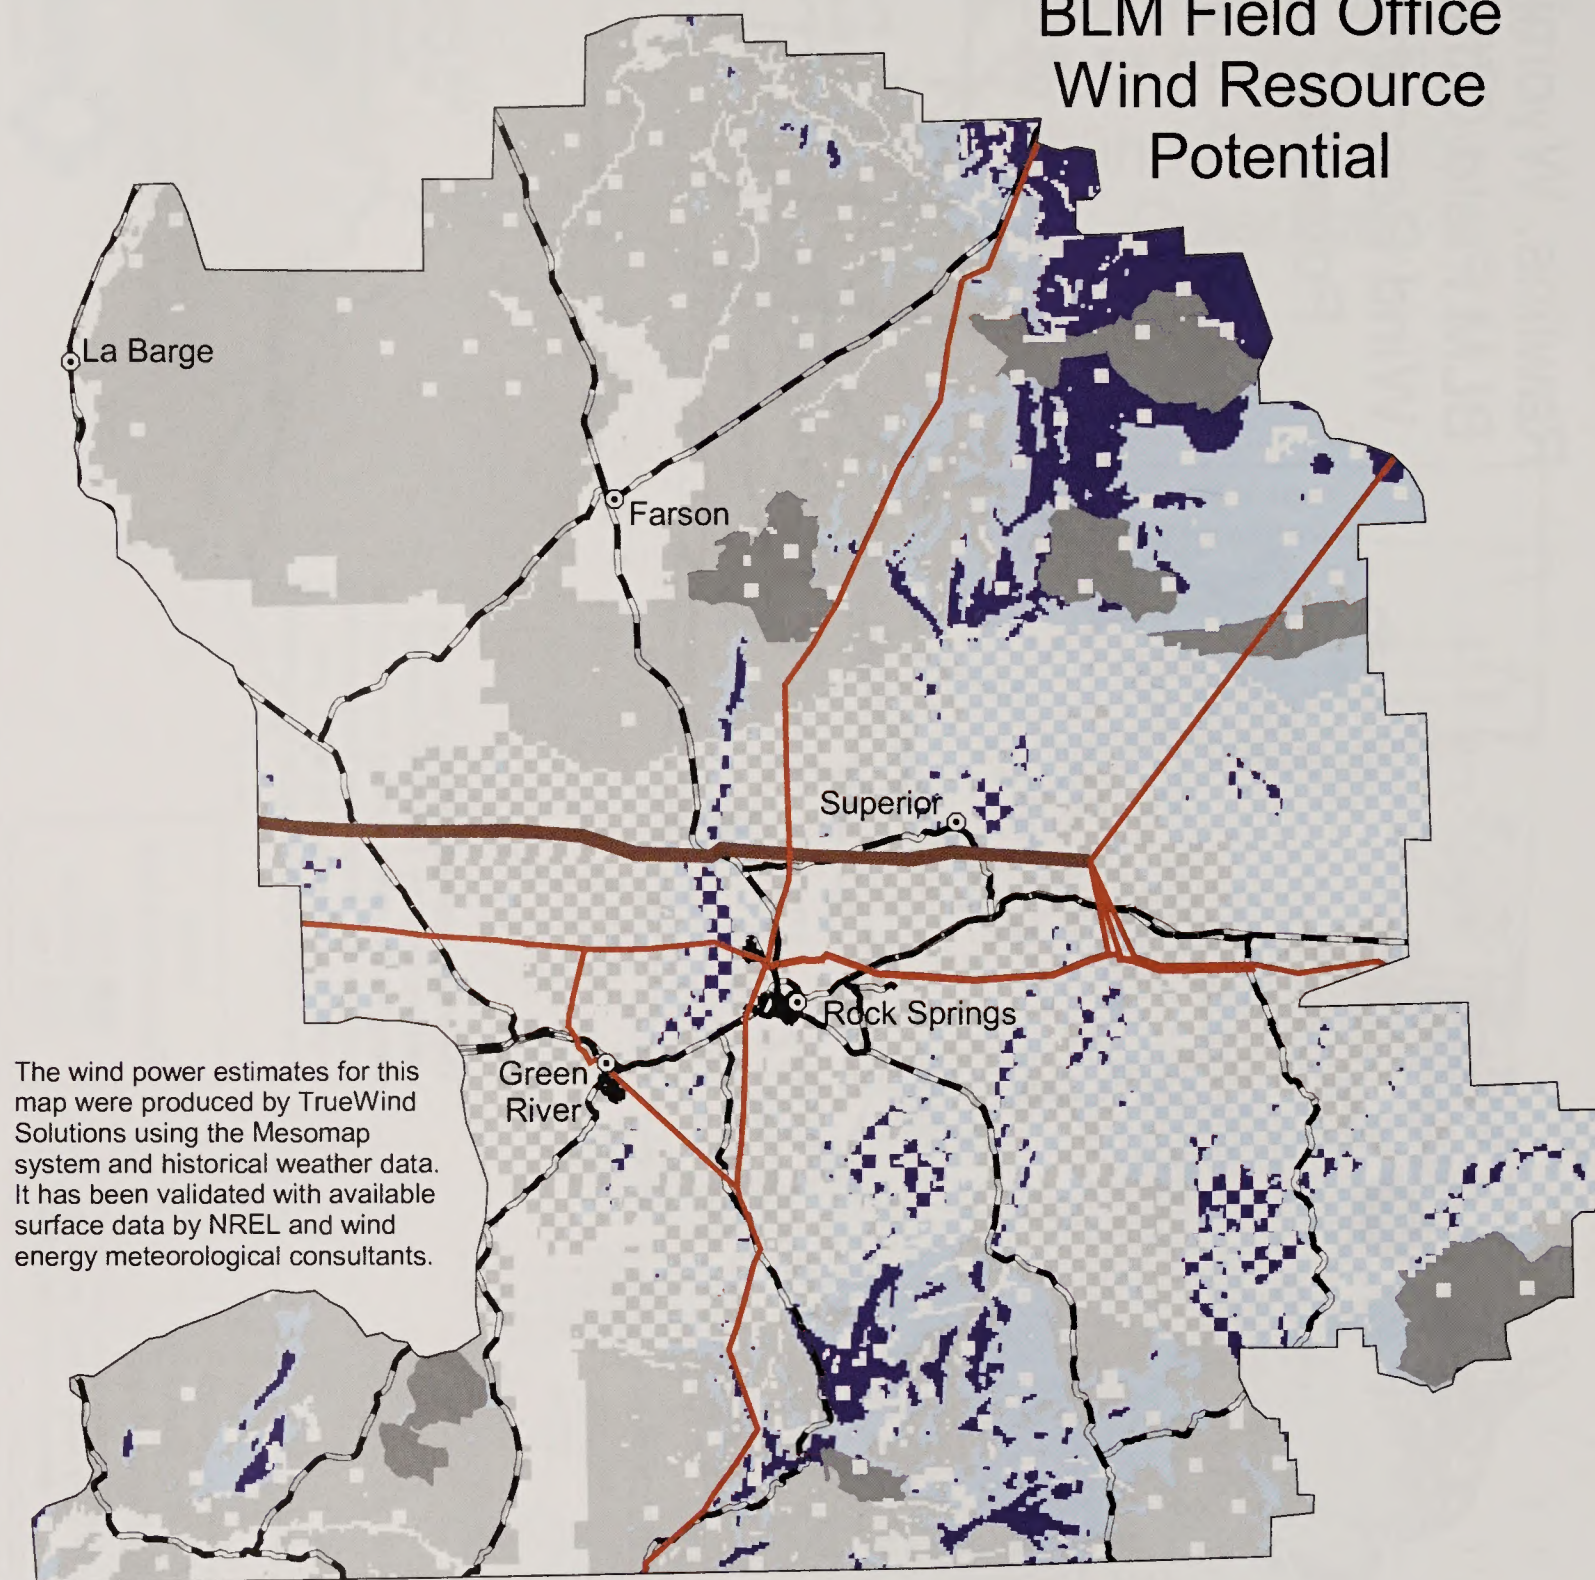 BLM Field Office
Wind Resource
Potential
La Barge
Farson
Superior
Rock Springs
Green
River
The wind power estimates for this
map were produced by TrueWind
Solutions using the Mesomap
system and historical weather data.
It has been validated with available
surface data by NREL and wind
energy meteorological consultants.